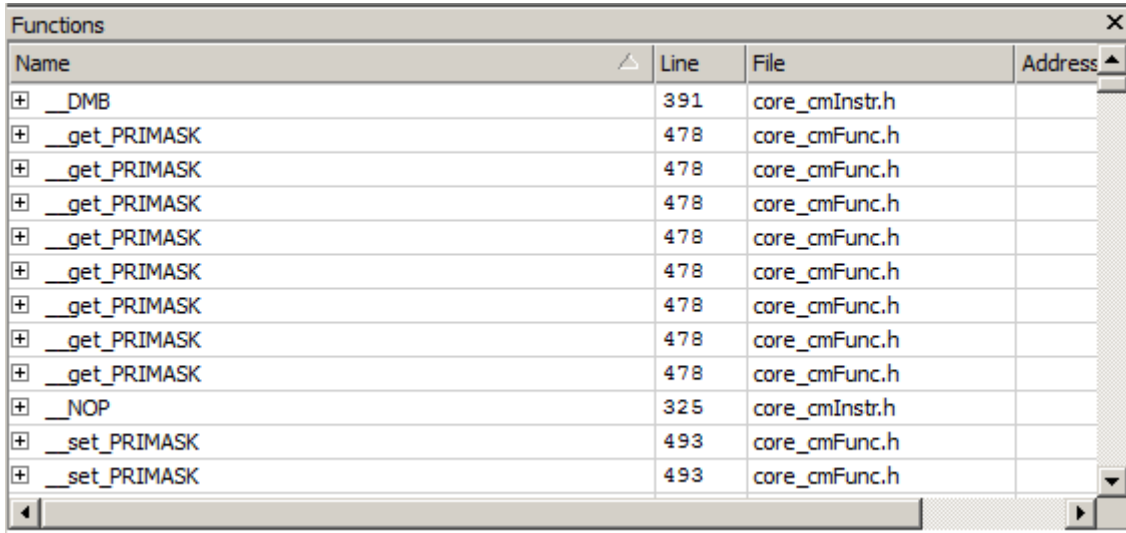 Functions
Name Line File Address
__DMB 391 core_cmInstr.h
__get_PRIMASK 478 core_cmFunc.h
__get_PRIMASK 478 core_cmFunc.h
__get_PRIMASK 478 core_cmFunc.h
__get_PRIMASK 478 core_cmFunc.h
__get_PRIMASK 478 core_cmFunc.h
__get_PRIMASK 478 core_cmFunc.h
__get_PRIMASK 478 core_cmFunc.h
__get_PRIMASK 478 core_cmFunc.h
__NOP 325 core_cmInstr.h
__set_PRIMASK 493 core_cmFunc.h
__set_PRIMASK 493 core_cmFunc.h